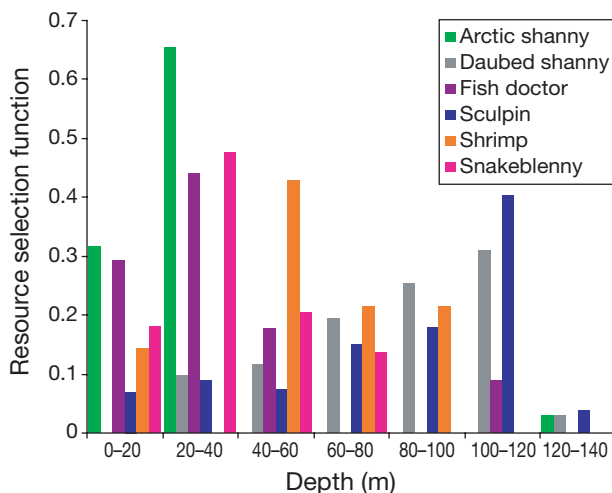 0.7
0.6
0.5
0.4
0.3
0.2
0.1
0
Resource selection function
Arctic shanny
Daubed shanny
Fish doctor
Sculpin
Shrimp
Snakeblenny
0–20 20–40 40–60 60–80 80–100 100–120 120–140
Depth (m)